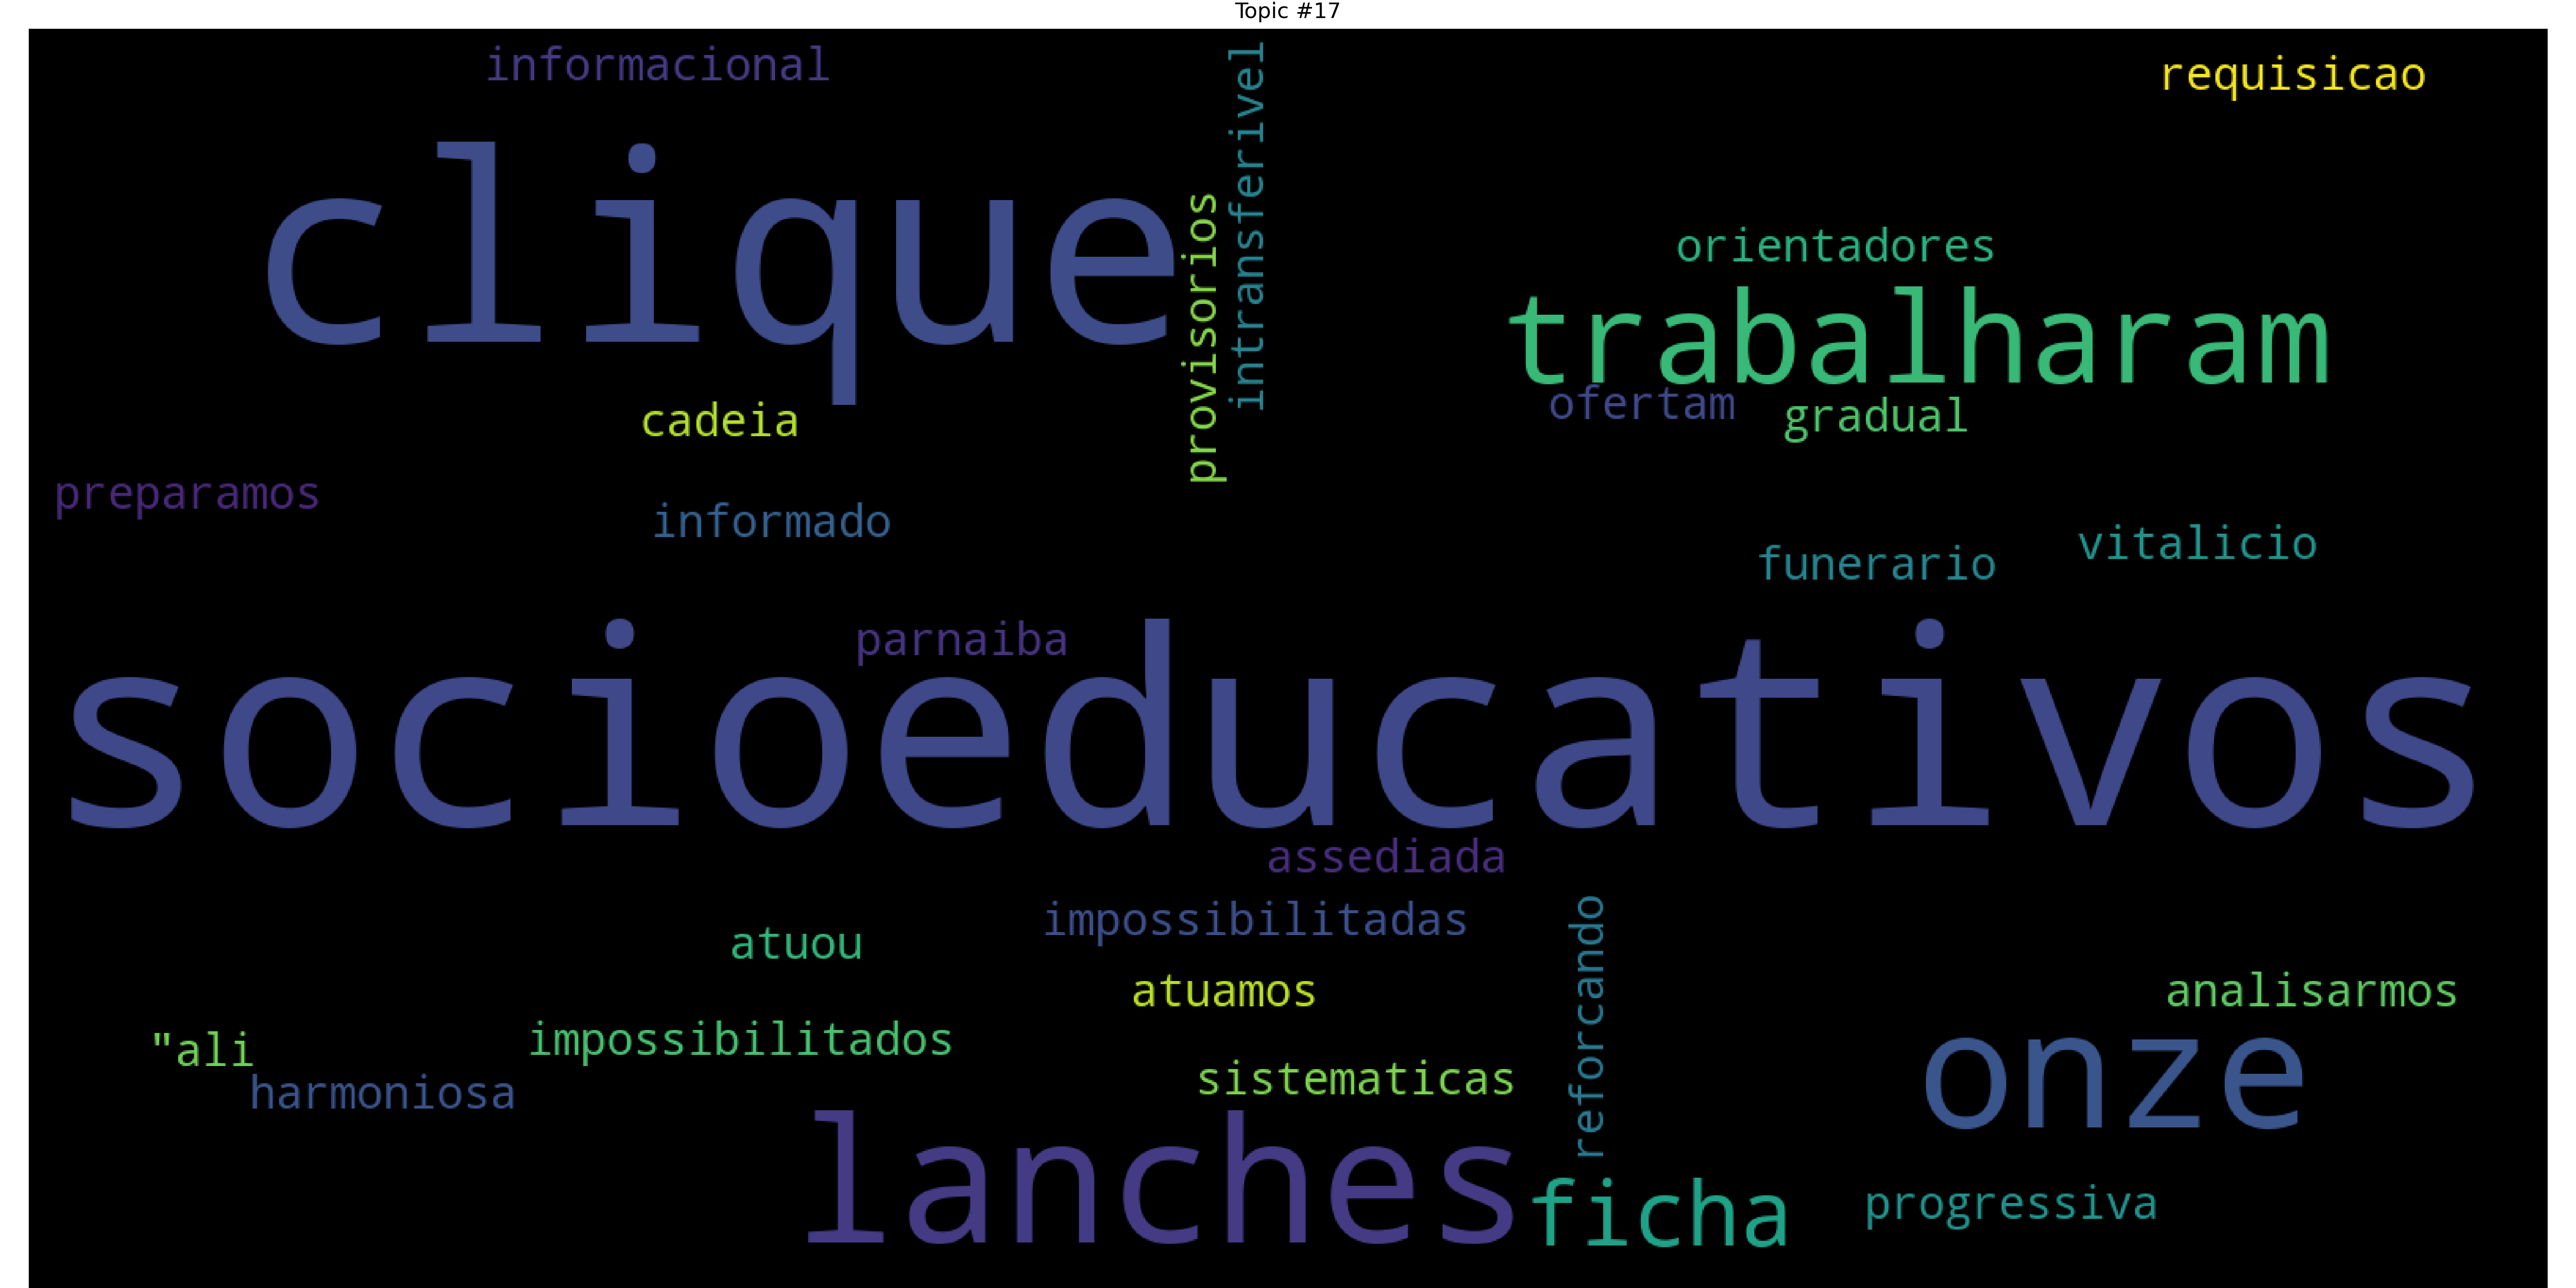 Topic #17
informacional
requisicao
clique
intransferivel
provisorios
orientadores
trabalharam
ofertam
gradual
cadeia
preparamos
informado
vitalicio
funerario
parnaiba
socioeducativos
assediada
impossibilitadas
reforcando
atuou
atuamos
analisarmos
"ali
impossibilitados
sistematicas
onze
harmoniosa
lanches
ficha
progressiva